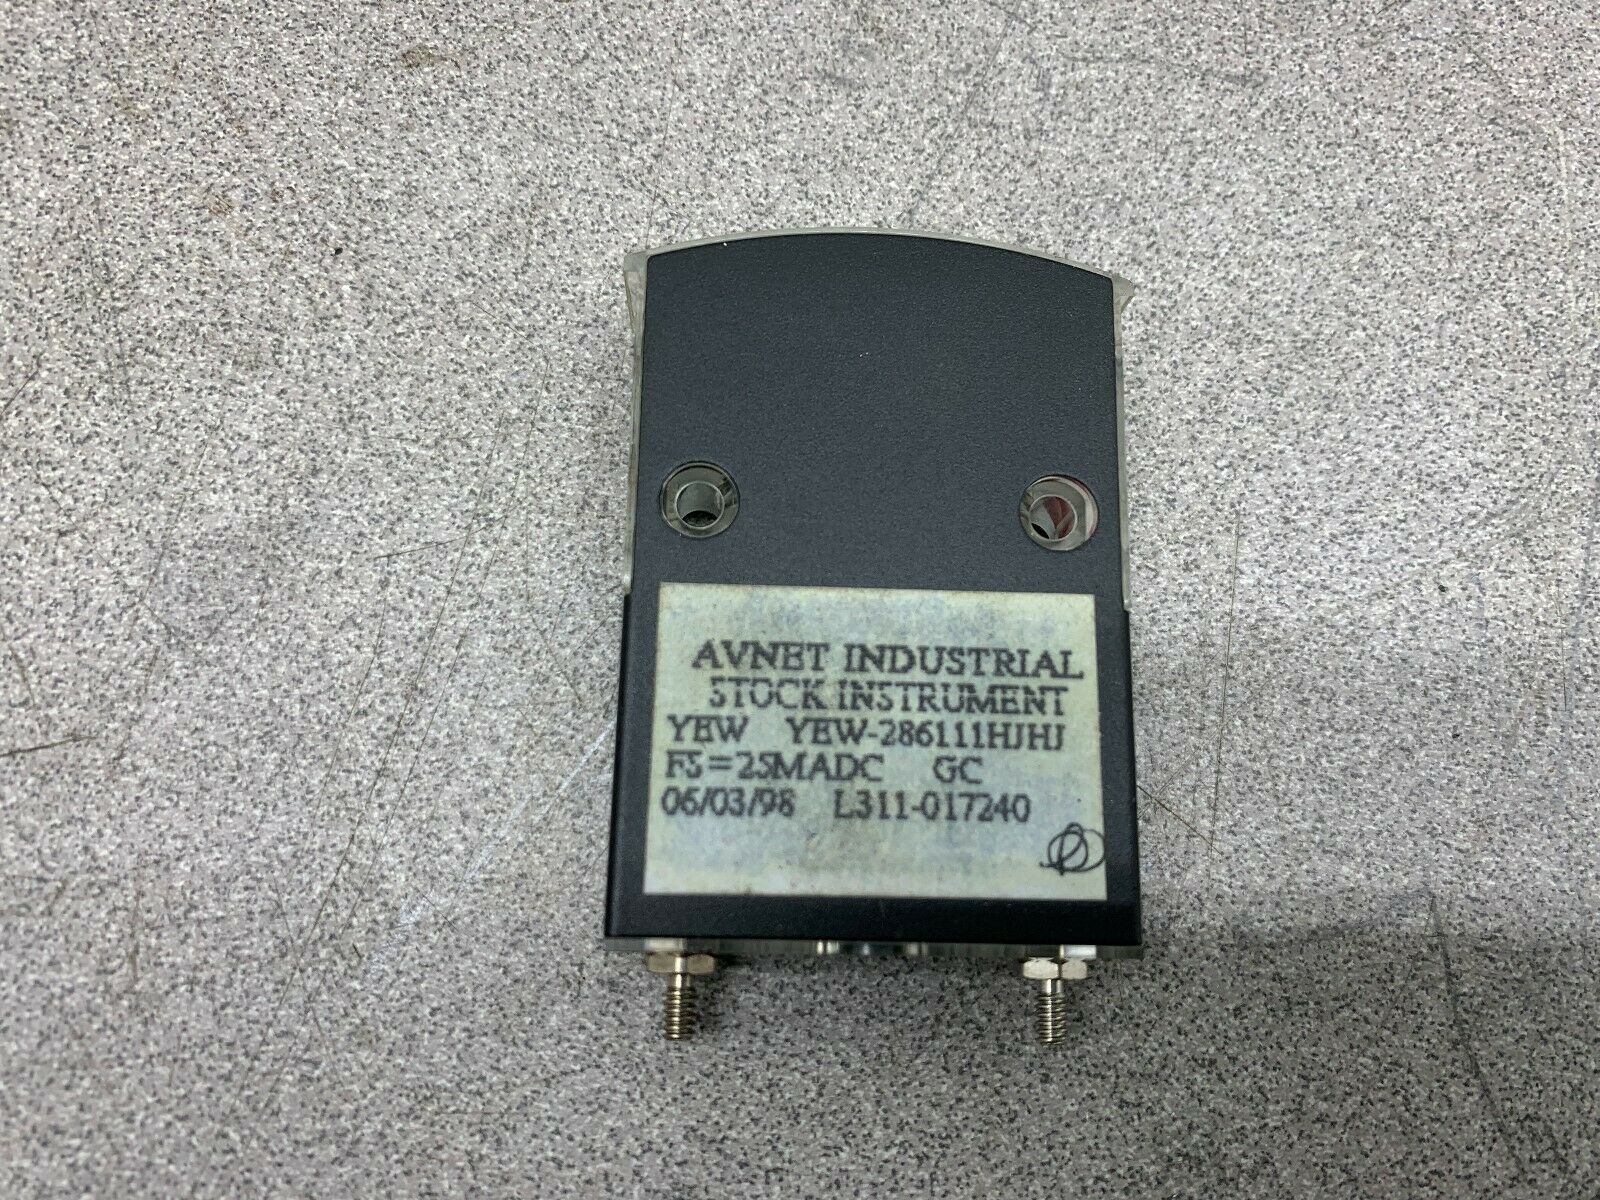 AVNET INDUSTRIAL
STOCK INSTRUMENT
YEW YEW-286111HJHJ
FS=25MADC GC
06/03/98 L311-017240